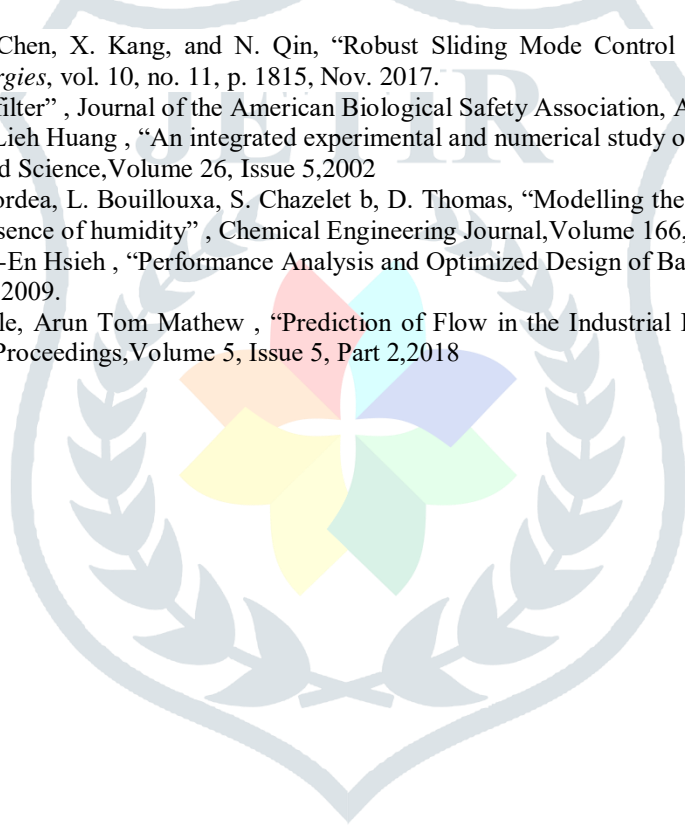 Chen, X. Kang, and N. Qin, “Robust Sliding Mode Control
rgies, vol. 10, no. 11, p. 1815, Nov. 2017.
filter” , Journal of the American Biological Safety Association, A
Lieh Huang , “An integrated experimental and numerical study o
d Science,Volume 26, Issue 5,2002
ordea, L. Bouillouxa, S. Chazelet b, D. Thomas, “Modelling the
sence of humidity” , Chemical Engineering Journal,Volume 166,
-En Hsieh , “Performance Analysis and Optimized Design of Ba
2009.
le, Arun Tom Mathew , “Prediction of Flow in the Industrial
Proceedings,Volume 5, Issue 5, Part 2,2018
JETIR